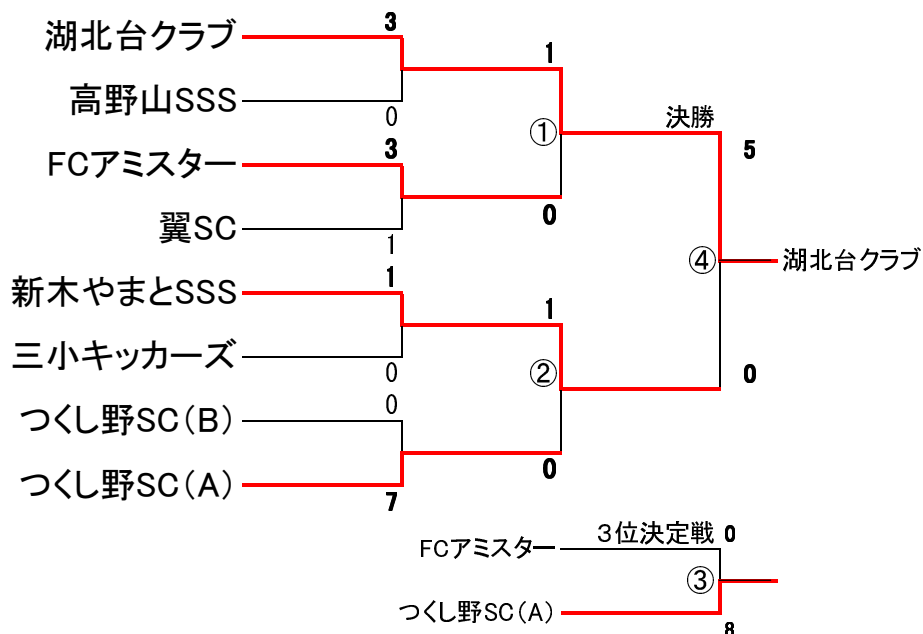 湖北台クラブ
3
1
高野山SSS
0
①
決勝
5
FCアミスター
3
0
翼SC
1
④
湖北台クラブ
新木やまとSSS
1
1
三小キッカーズ
0
②
0
つくし野SC(B)
0
0
つくし野SC(A)
7
FCアミスター
3位決定戦
0
③
つくし野SC(A)
8